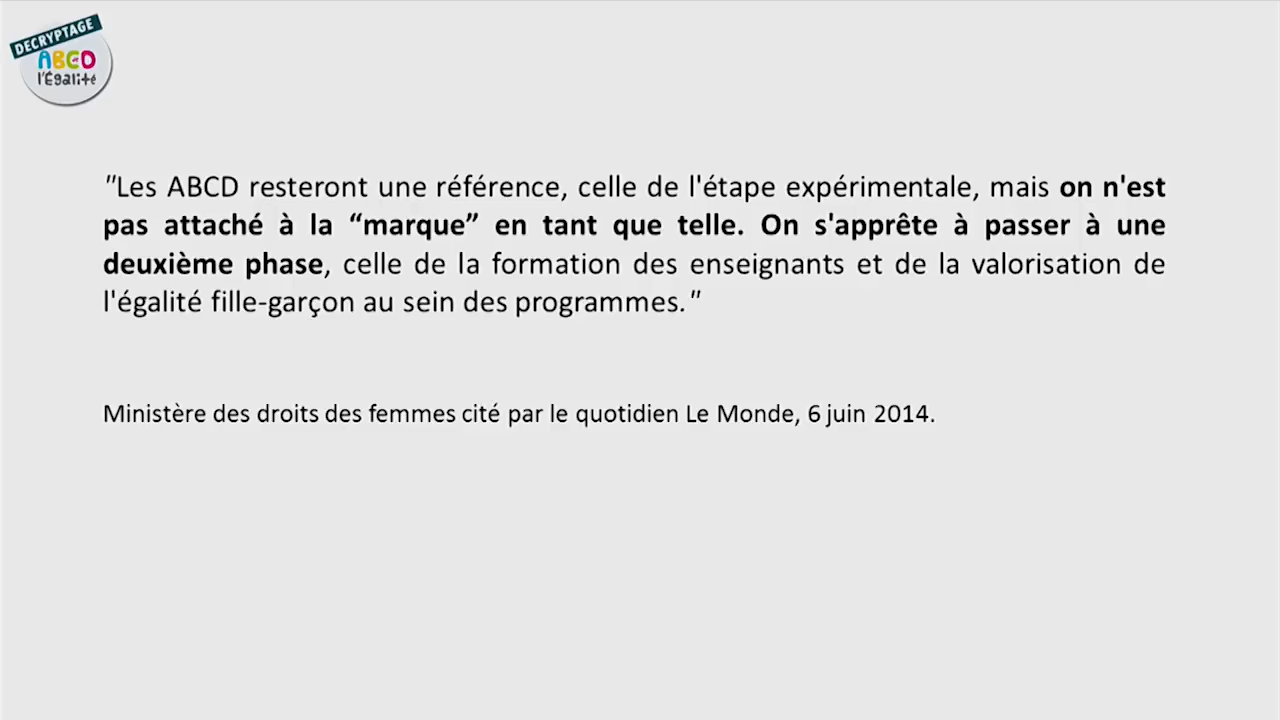 DECRYPTAGE
ABCD
l'Égalité
"Les ABCD resteront une référence, celle de l'étape expérimentale, mais on n'est
pas attaché à la “marque” en tant que telle. On s'apprête à passer à une
deuxième phase, celle de la formation des enseignants et de la valorisation de
l'égalité fille-garçon au sein des programmes."
Ministère des droits des femmes cité par le quotidien Le Monde, 6 juin 2014.